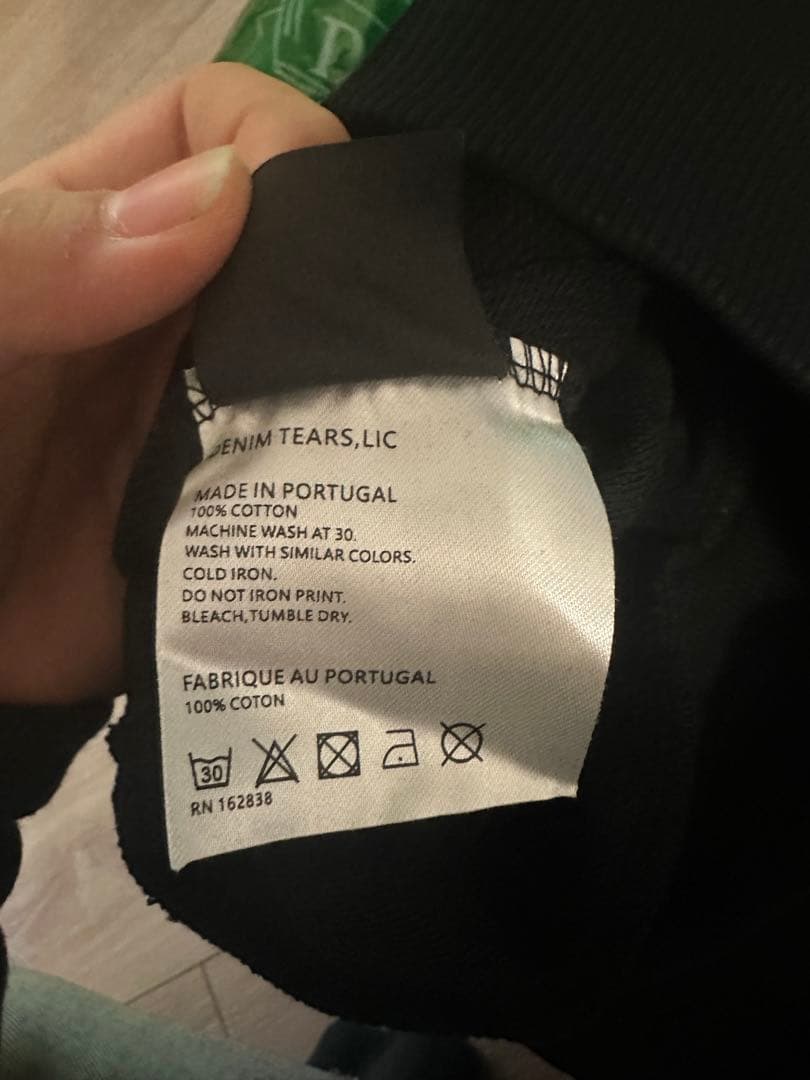 D
DENIM TEARS,LIC
MADE IN PORTUGAL
100% COTTON
MACHINE WASH AT 30.
WASH WITH SIMILAR COLORS.
COLD IRON.
DO NOT IRON PRINT.
BLEACH,TUMBLE DRY.
FABRIQUE AU PORTUGAL
100% COTON
30
RN 162838